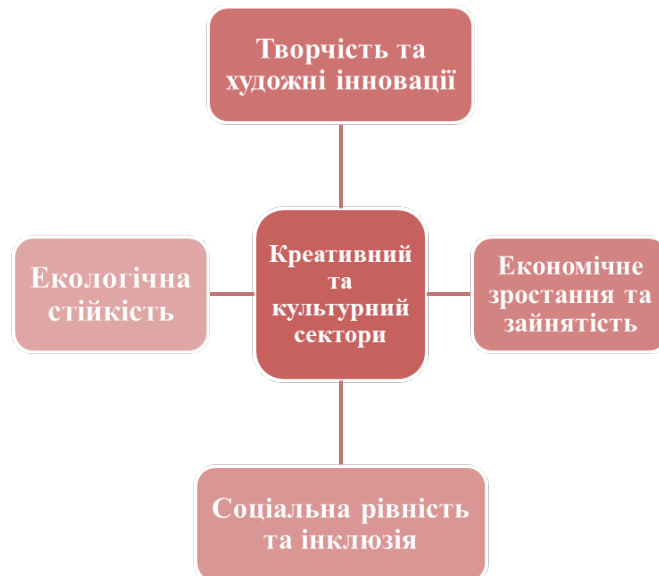 Творчість та
художні інновації
Екологічна
стійкість
Креативний
та
культурний
сектори
Економічне
зростання та
зайнятість
Соціальна рівність
та інклюзія